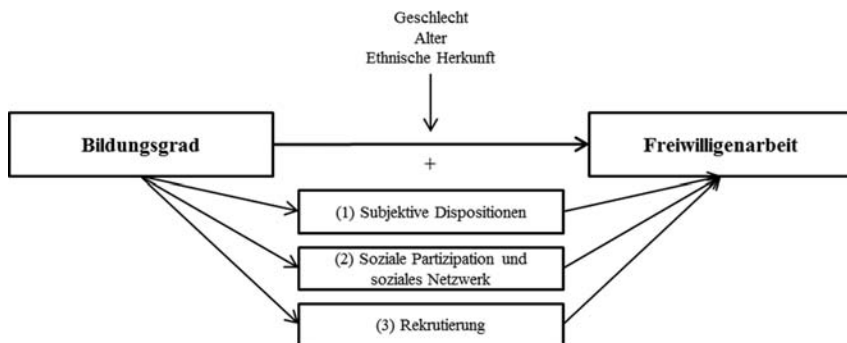 Geschlecht
Alter
Ethnische Herkunft
Bildungsgrad
Freiwilligenarbeit
+
(1) Subjektive Dispositionen
(2) Soziale Partizipation und
soziales Netzwerk
(3) Rekrutierung